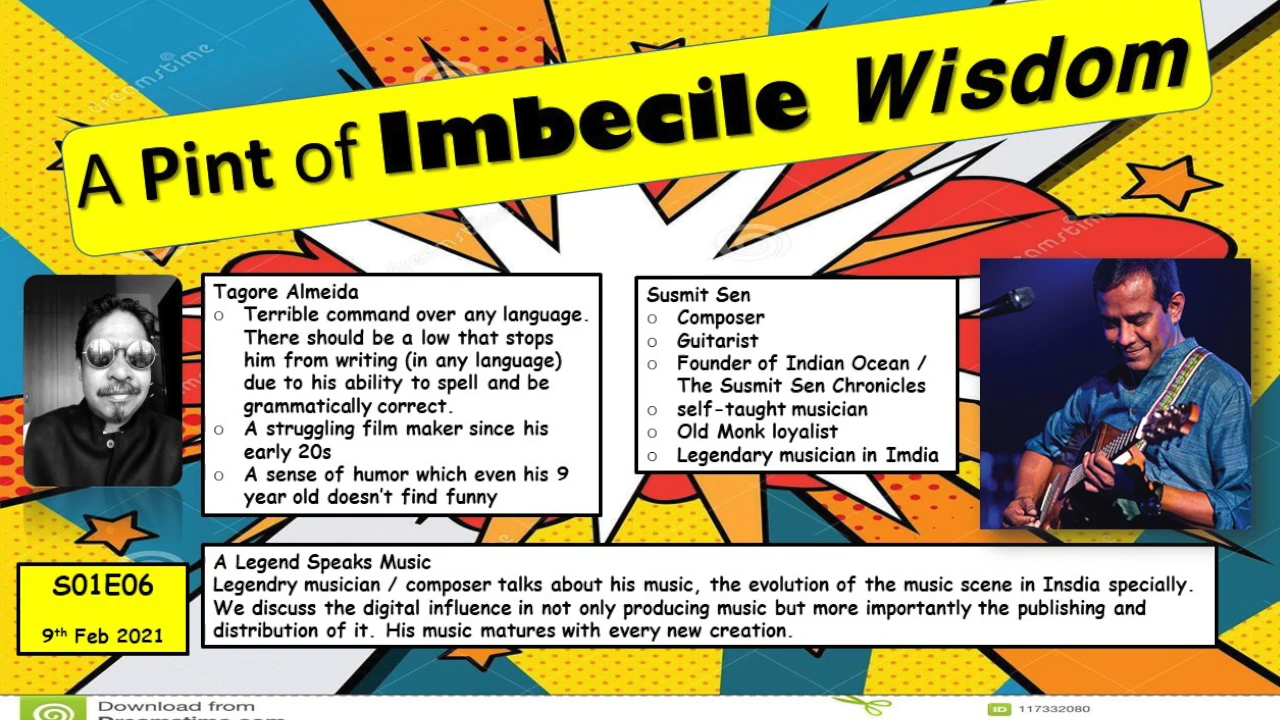 A Pint of Imbecile Wisdom
Tagore Almeida
o Terrible command over any language.
There should be a low that stops
him from writing (in any language)
due to his ability to spell and be
grammatically correct.
o A struggling film maker since his
early 20s
o A sense of humor which even his 9
year old doesn't find funny
Susmit Sen
o Composer
o Guitarist
o Founder of Indian Ocean /
The Susmit Sen Chronicles
o self-taught musician
o Old Monk loyalist
o Legendary musician in Imdia
S01E06
9th Feb 2021
A Legend Speaks Music
Legendry musician / composer talks about his music, the evolution of the music scene in Insdia specially.
We discuss the digital influence in not only producing music but more importantly the publishing and
distribution of it. His music matures with every new creation.
dreamstime
dreamstime
Download from
Dreamstime.com
ID 117332080